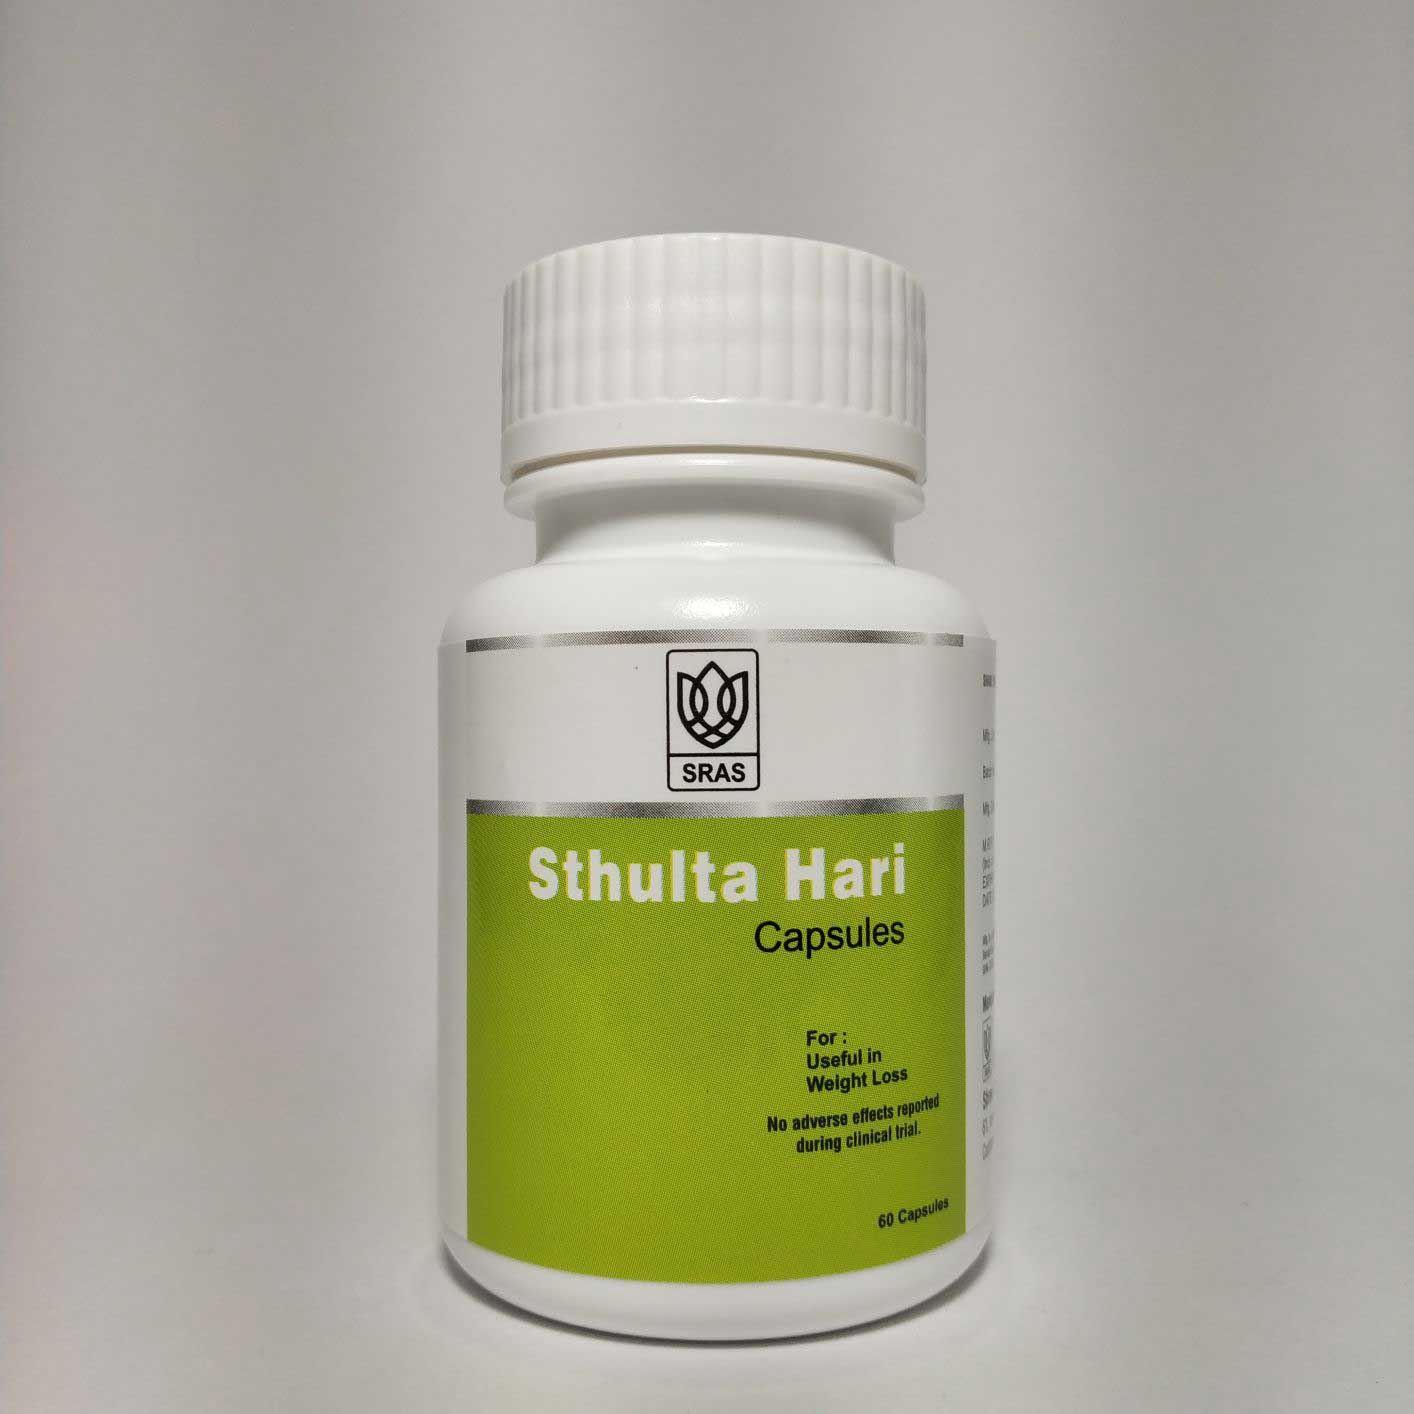 SRAS
Sthulta Hari
Capsules
For :
Useful in
Weight Loss
No adverse effects reported
during clinical trial.
60 Capsules